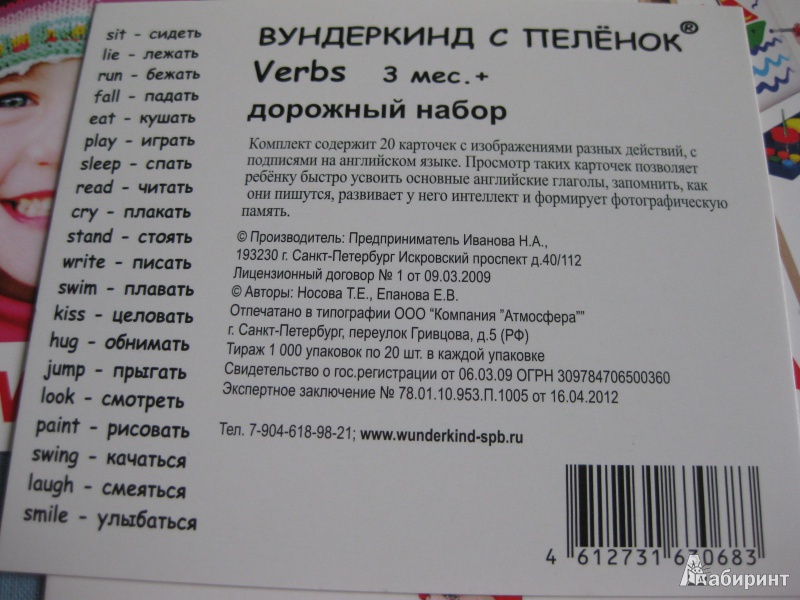 sit - сидеть
lie - лежать
run - бежать
fall - падать
eat - кушать
play - играть
sleep - спать
read - читать
cry - плакать
stand - стоять
write - писать
swim - плавать
kiss - целовать
hug - обнимать
jump - прыгать
look - смотреть
paint - рисовать
swing - качаться
laugh - смеяться
smile - улыбаться
ВУНДЕРКИНД С ПЕЛЁНОК®
Verbs 3 мес.+
дорожный набор
Комплект содержит 20 карточек с изображениями разных действий, с
подписями на английском языке. Просмотр таких карточек позволяет
ребёнку быстро усвоить основные английские глаголы, запомнить, как
они пишутся, развивает у него интеллект и формирует фотографическую
память.
© Производитель: Предприниматель Иванова Н.А.,
193230 г. Санкт-Петербург Искровский проспект д.40/112
Лицензионный договор № 1 от 09.03.2009
© Авторы: Носова Т.Е., Епанова Е.В.
Отпечатано в типографии ООО “Компания "Атмосфера””
г. Санкт-Петербург, переулок Гривцова, д.5 (РФ)
Тираж 1 000 упаковок по 20 шт. в каждой упаковке
Свидетельство о гос.регистрации от 06.03.09 ОГРН 309784706500360
Экспертное заключение № 78.01.10.953.П.1005 от 16.04.2012
Тел. 7-904-618-98-21; www.wunderkind-spb.ru
4 612731 630683
Лабиринт